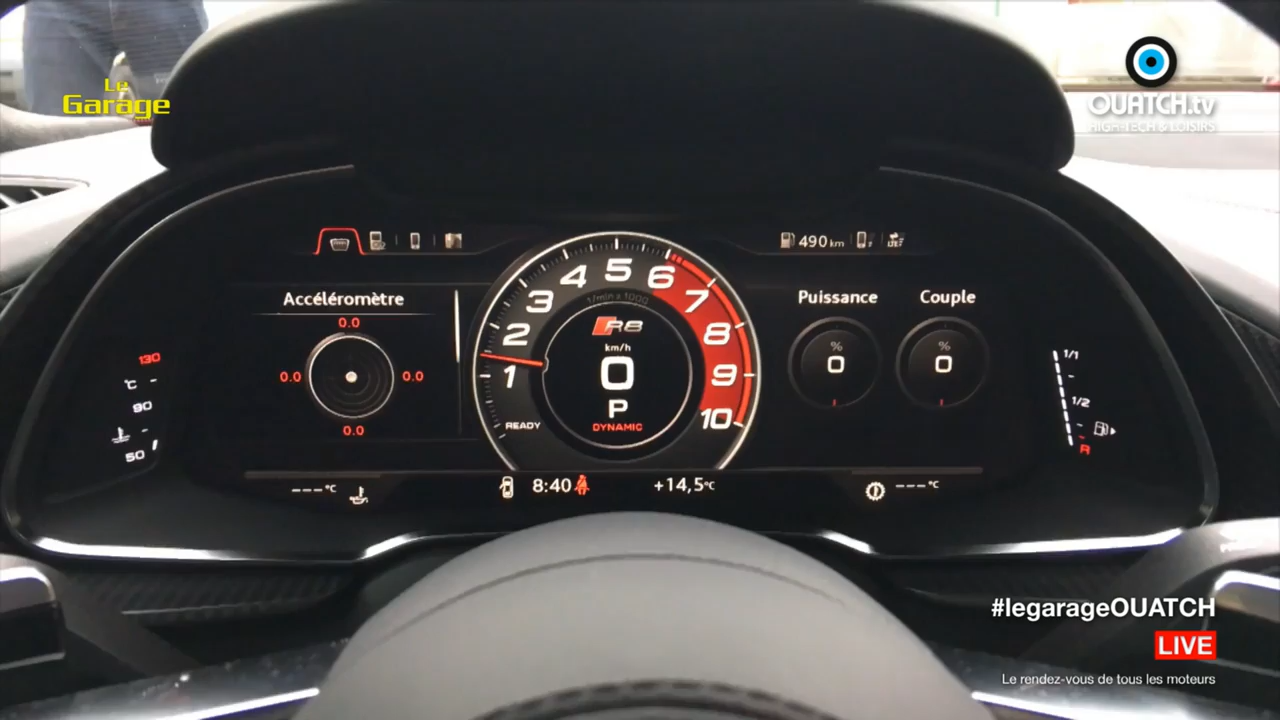 Le
Garage
OUATCH.tv
HIGH-TECH & LOISIRS
490 km
Accéléromètre
0.0
0.0
0.0
0.0
130
°C
90
50
1/min x 1000
1
2
3
4
5
6
7
8
9
10
READY
R8
km/h
0
P
DYNAMIC
Puissance
%
0
Couple
%
0
1/1
1/2
R
---°C
8:40
+14,5°C
---°C
#legarageOUATCH
LIVE
Le rendez-vous de tous les moteurs